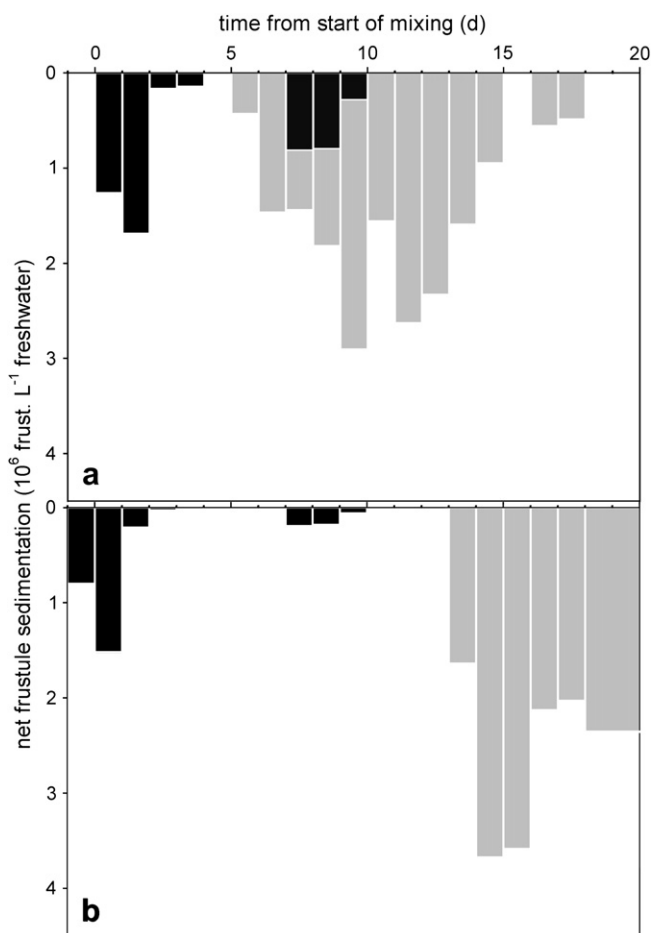 time from start of mixing (d)
0 5 10 15 20
net frustule sedimentation (10⁶ frust. L⁻¹ freshwater)
0
1
2
3
4
a
0
1
2
3
4
b